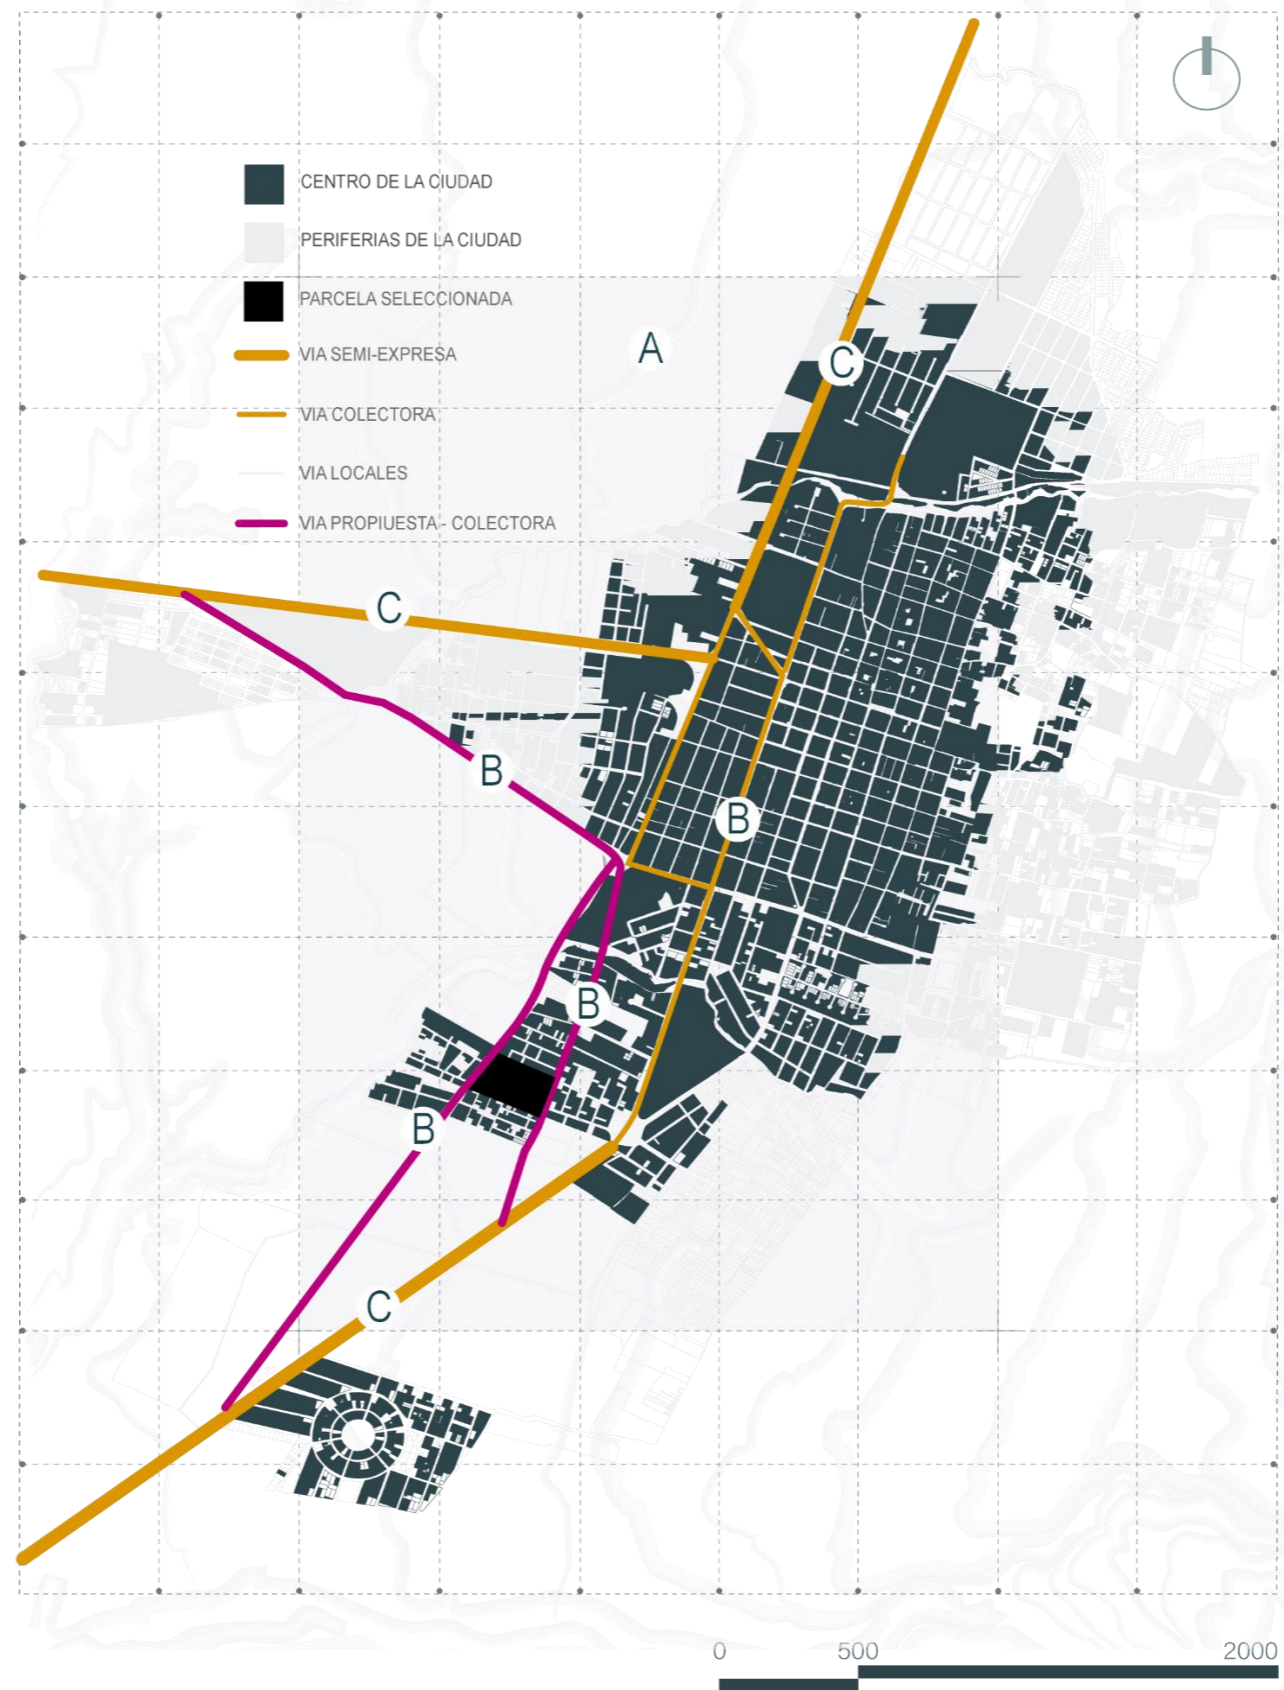 CENTRO DE LA CIUDAD
PERIFERIAS DE LA CIUDAD
PARCELA SELECCIONADA
VIA SEMI-EXPRESA
VIA COLECTORA
VIA LOCALES
VIA PROPIUESTA - COLECTORA
A
C
C
B
B
B
B
C
0 500 2000